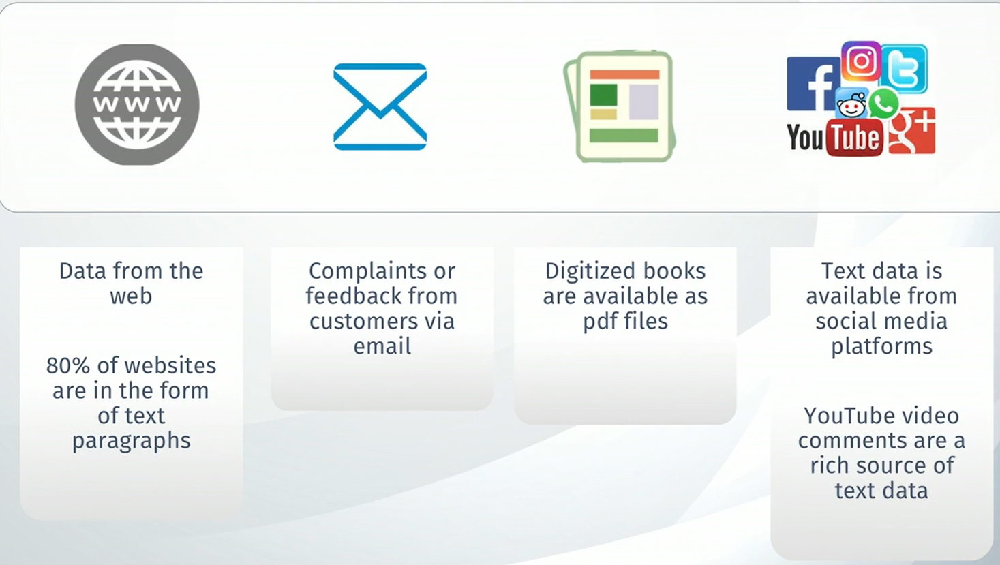 WWW
f
t
You Tube
g+
Data from the
web
80% of websites
are in the form
of text
paragraphs
Complaints or
feedback from
customers via
email
Digitized books
are available as
pdf files
Text data is
available from
social media
platforms
YouTube video
comments are a
rich source of
text data